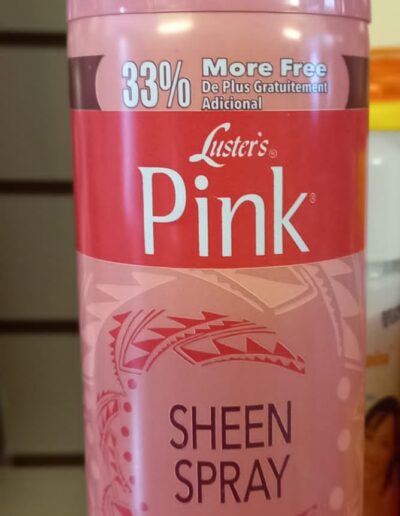 33% More Free
De Plus Gratuitement
Adicional
Luster's®
Pink®
SHEEN
SPRAY